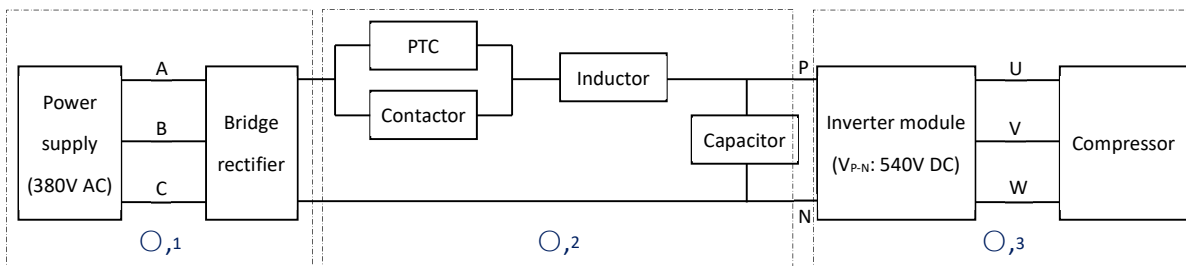 A
B
C
Power
supply
(380V AC)
Bridge
rectifier
PTC
Contactor
Inductor
Capacitor
P
N
Inverter module
(VP-N: 540V DC)
U
V
W
Compressor
○,1
○,2
○,3